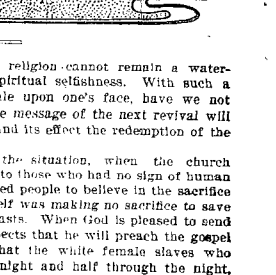 religion cannot remain a water-
piritual selfishness. With such a
le upon one's face, have we not
e message of the next revival will
nd its effect the redemption of the
the situation, when the church
to those who had no sign of human
ed people to believe in the sacrifice
elf was making no sacrifice to save
asts. When God is pleased to send
ects that he will preach the gospel
hat the white female slaves who
night and half through the night,